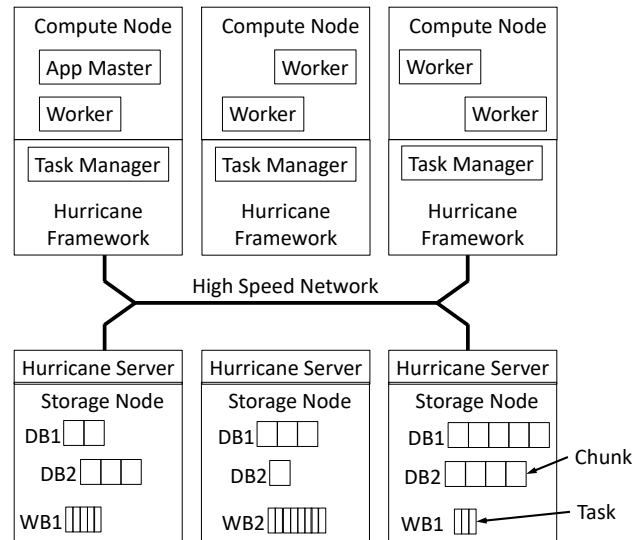 Compute Node
App Master
Worker
Task Manager
Hurricane
Framework
Compute Node
Worker
Worker
Task Manager
Hurricane
Framework
Compute Node
Worker
Worker
Task Manager
Hurricane
Framework
High Speed Network
Hurricane Server
Storage Node
DB1
DB2
WB1
Hurricane Server
Storage Node
DB1
DB2
WB2
Hurricane Server
Storage Node
DB1
DB2
WB1
Chunk
Task